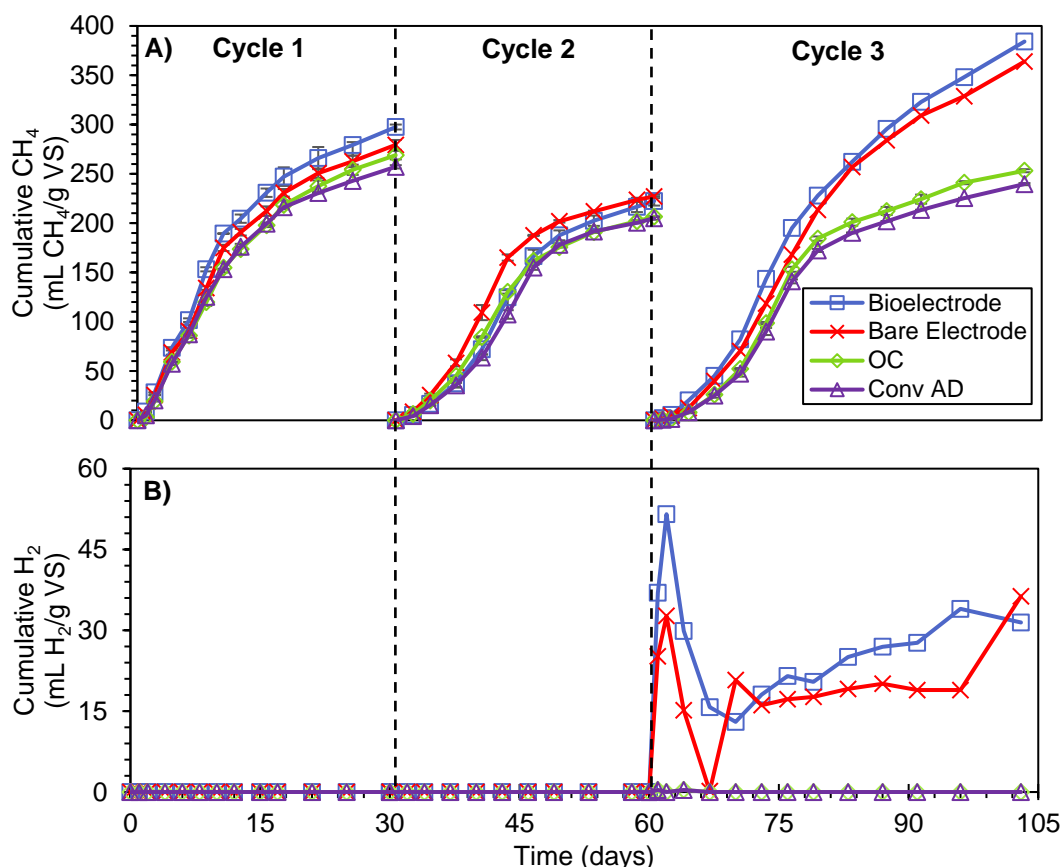 A)
Cycle 1
Cycle 2
Cycle 3
Cumulative CH₄
(mL CH₄/g VS)
400
350
300
250
200
150
100
50
0
Bioelectrode
Bare Electrode
OC
Conv AD
B)
Cumulative H₂
(mL H₂/g VS)
60
45
30
15
0
0
15
30
45
60
75
90
105
Time (days)